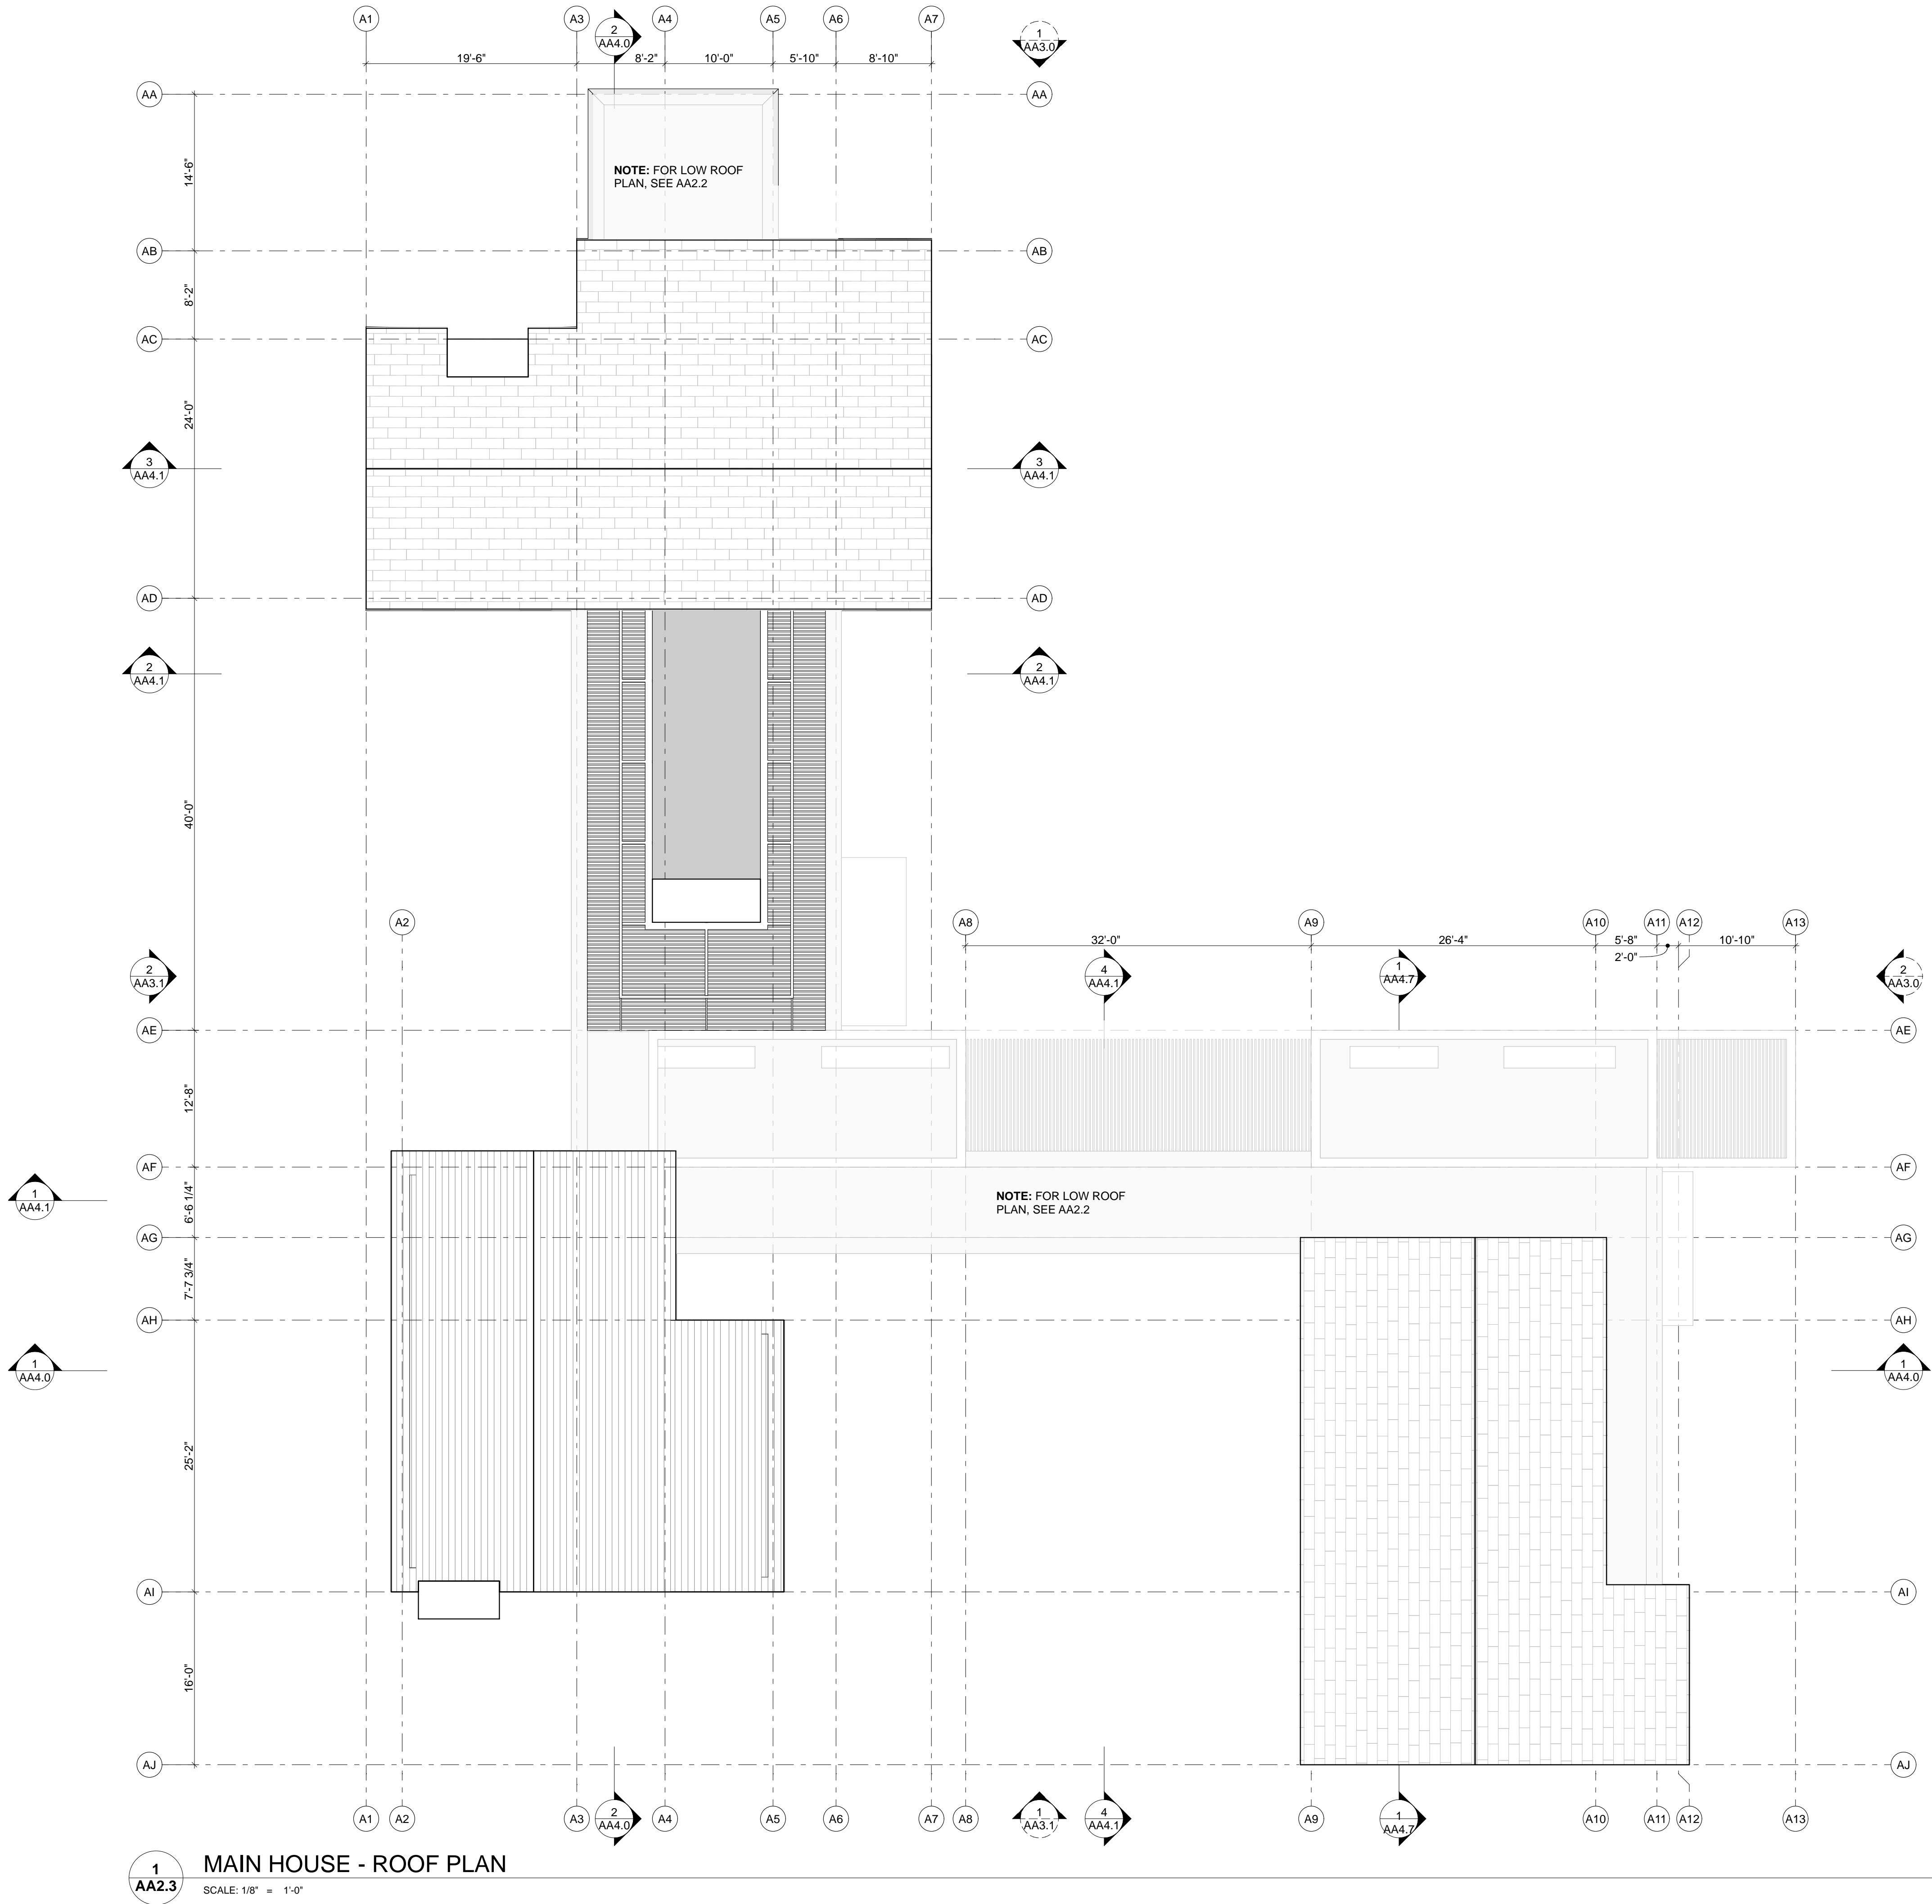 A1
A3
A4
A5
A6
A7
2
AA4.0
1
AA3.0
19'-6"
8'-2"
10'-0"
5'-10"
8'-10"
AA
AA
14'-6"
NOTE: FOR LOW ROOF
PLAN, SEE AA2.2
AB
AB
8'-2"
AC
AC
24'-0"
3
AA4.1
3
AA4.1
AD
AD
2
AA4.1
2
AA4.1
40'-0"
A2
A8
A9
A10
A11
A12
A13
32'-0"
26'-4"
5'-8"
10'-10"
2'-0"
2
AA3.1
4
AA4.1
1
AA4.7
2
AA3.0
AE
AE
12'-8"
AF
AF
1
AA4.1
6'-6 1/4"
NOTE: FOR LOW ROOF
PLAN, SEE AA2.2
AG
AG
7'-7 3/4"
AH
AH
1
AA4.0
1
AA4.0
25'-2"
AI
AI
16'-0"
AJ
AJ
A1
A2
A3
2
AA4.0
A4
A5
A6
A7
A8
1
AA3.1
4
AA4.1
A9
1
AA4.7
A10
A11
A12
A13
1
AA2.3
MAIN HOUSE - ROOF PLAN
SCALE: 1/8" = 1'-0"